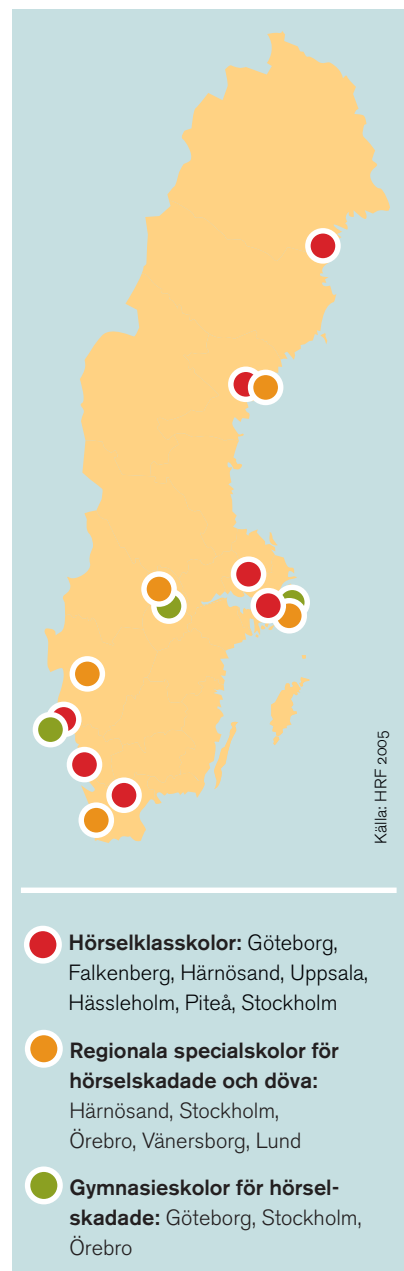 Källa: HRF 2005
Hörselklasskolor: Göteborg,
Falkenberg, Härnösand, Uppsala,
Hässleholm, Piteå, Stockholm
Regionala specialskolor för
hörselskadade och döva:
Härnösand, Stockholm,
Örebro, Vänersborg, Lund
Gymnasieskolor för hörsel-
skadade: Göteborg, Stockholm,
Örebro